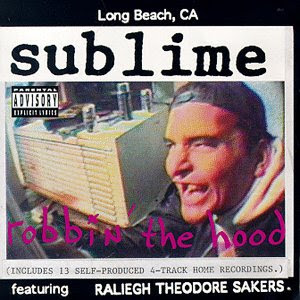 Long Beach, CA
sublime
PARENTAL
ADVISORY
EXPLICIT LYRICS
robbin' the hood
(INCLUDES 13 SELF-PRODUCED 4-TRACK HOME RECORDINGS.)
featuring RALIEGH THEODORE SAKERS